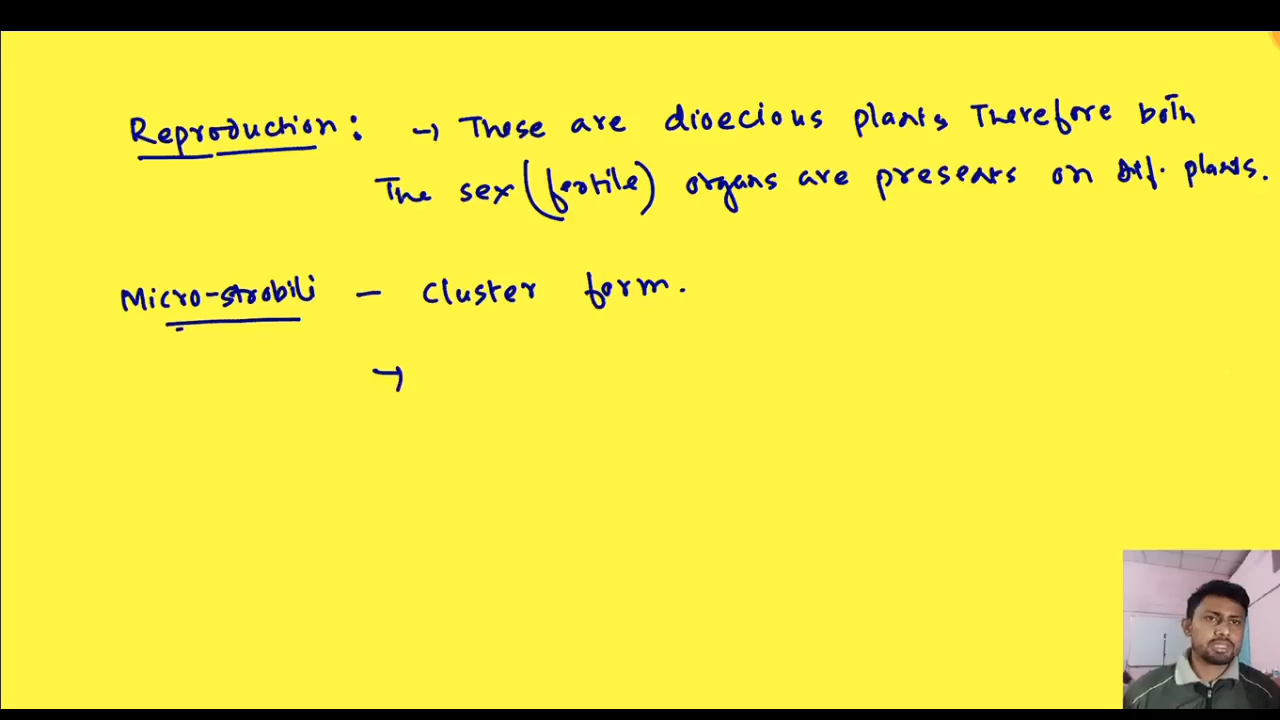 Reproduction : → These are dioecious plants Therefore both
The sex (fertile) organs are presents on dif. plants.
Micro-strobili - cluster form.
→